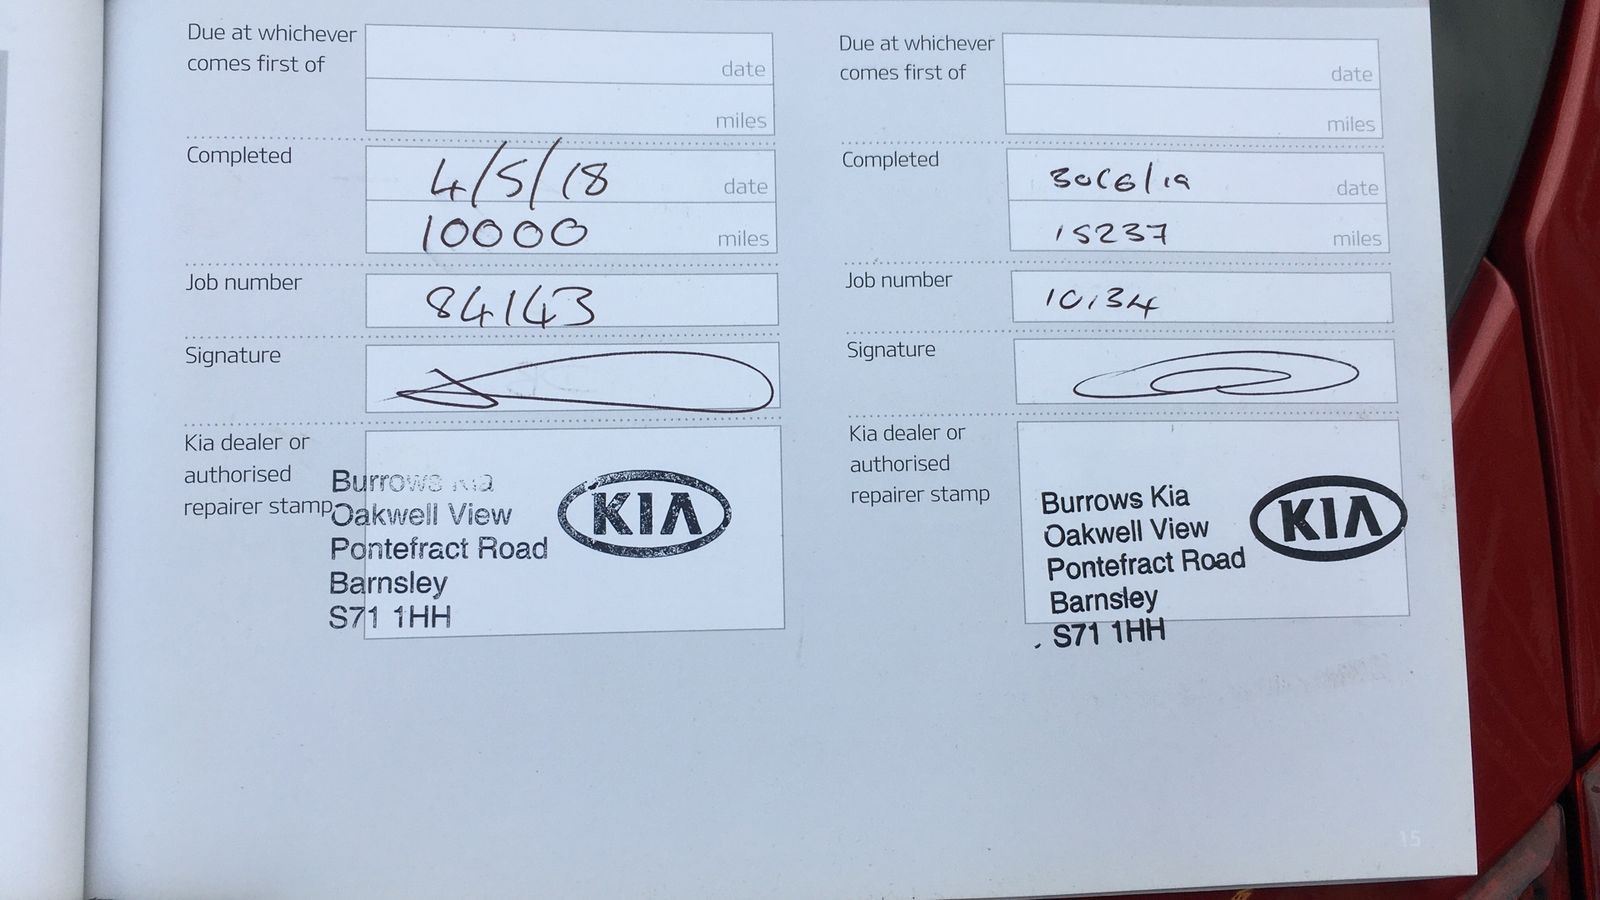 Due at whichever
comes first of
date
miles
Completed
4/5/18
date
10000
miles
Job number
84143
Signature
Kia dealer or
authorised
repairer stamp
Burrows Kia
Oakwell View
Pontefract Road
Barnsley
S71 1HH
KIA
Due at whichever
comes first of
date
miles
Completed
30/6/19
date
15237
miles
Job number
10134
Signature
Kia dealer or
authorised
repairer stamp
Burrows Kia
Oakwell View
Pontefract Road
Barnsley
S71 1HH
KIA
15